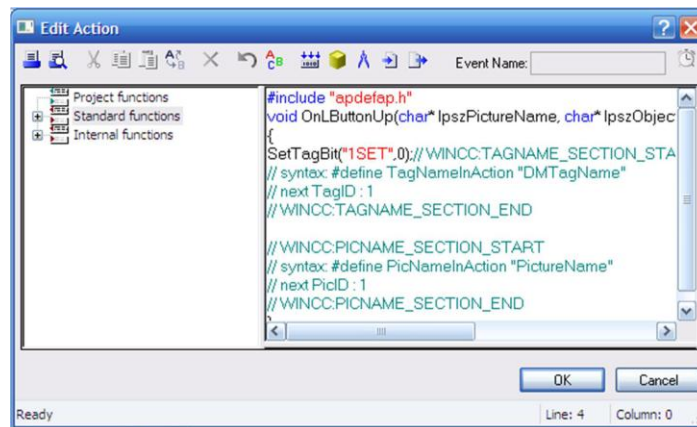 Edit Action
Event Name:
Project functions
Standard functions
Internal functions
#include "apdefap.h"
void OnLButtonUp(char* lpszPictureName, char* lpszObjec
{
SetTagBit("1SET",0);// WINCC:TAGNAME_SECTION_STA
// syntax: #define TagNameInAction "DMTagName"
// next TagID : 1
// WINCC:TAGNAME_SECTION_END
// WINCC:PICNAME_SECTION_START
// syntax: #define PicNameInAction "PictureName"
// next PicID : 1
// WINCC:PICNAME_SECTION_END
}
OK
Cancel
Ready
Line: 4
Column: 0